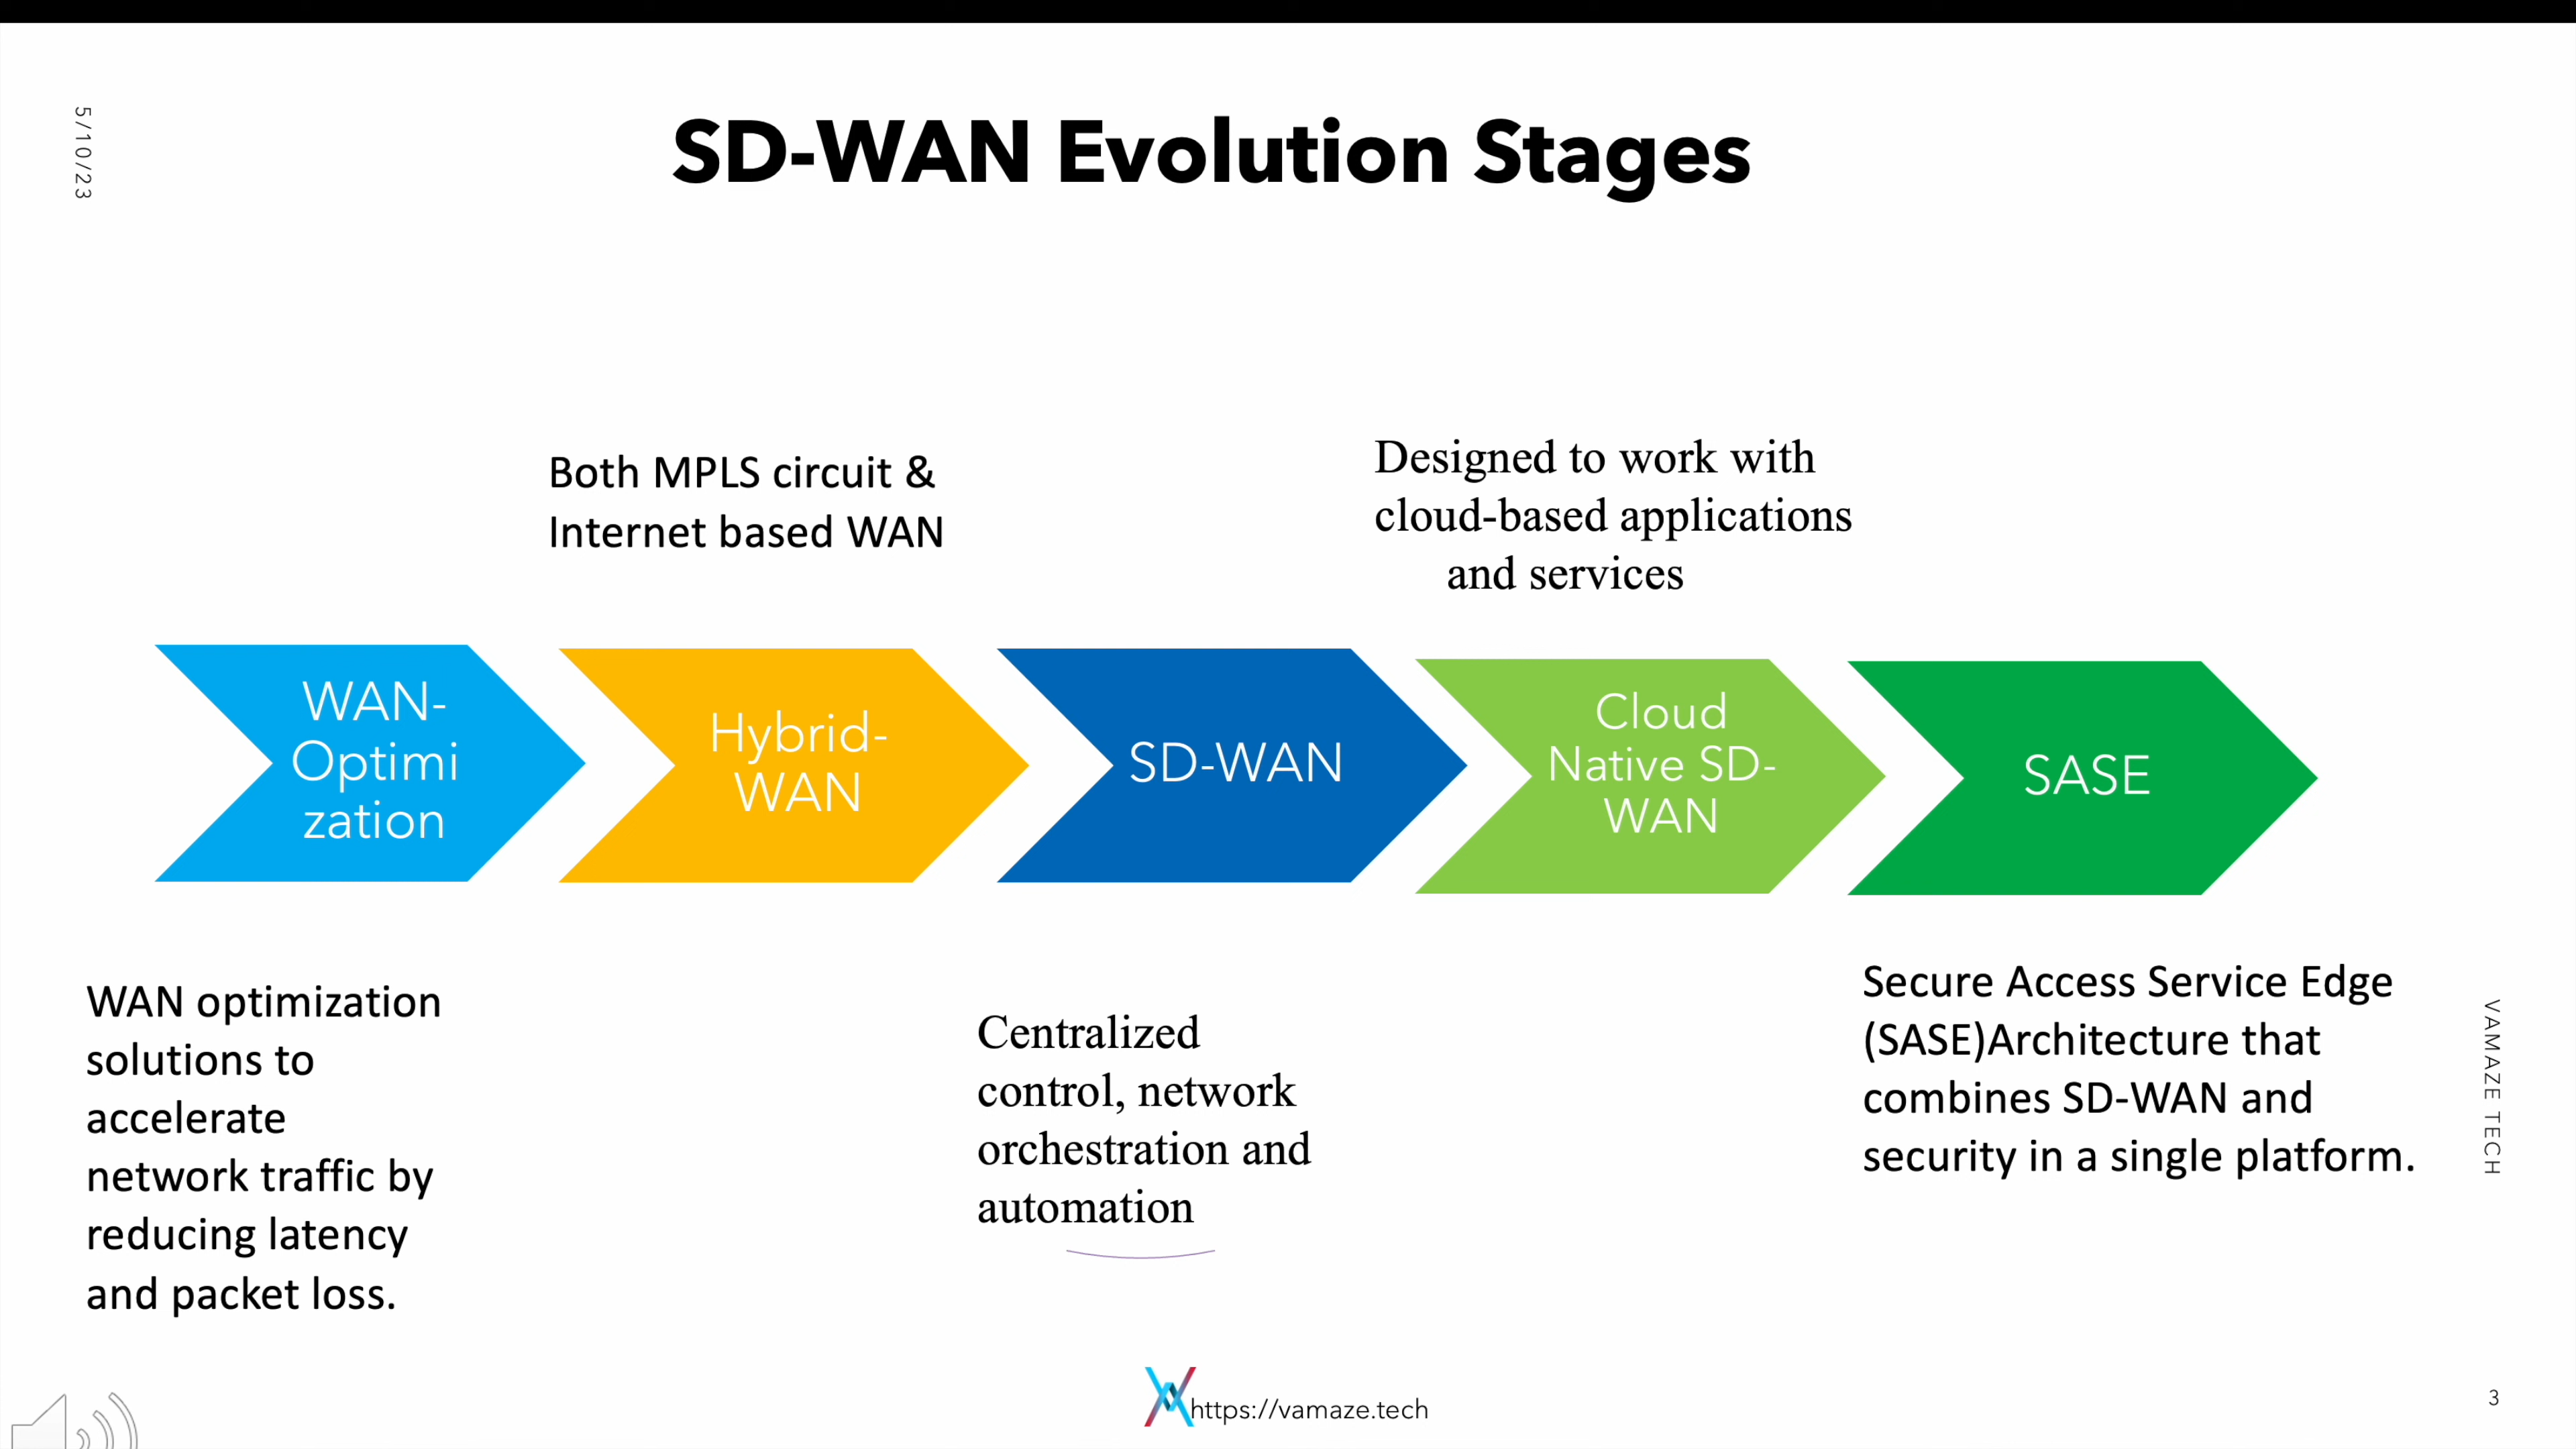 5/10/23
SD-WAN Evolution Stages
Both MPLS circuit &
Internet based WAN
Designed to work with
cloud-based applications
and services
WAN-
Optimi
zation
Hybrid-
WAN
SD-WAN
Cloud
Native SD-
WAN
SASE
WAN optimization
solutions to
accelerate
network traffic by
reducing latency
and packet loss.
Centralized
control, network
orchestration and
automation
Secure Access Service Edge
(SASE)Architecture that
combines SD-WAN and
security in a single platform.
VAMAZE TECH
https://vamaze.tech
3